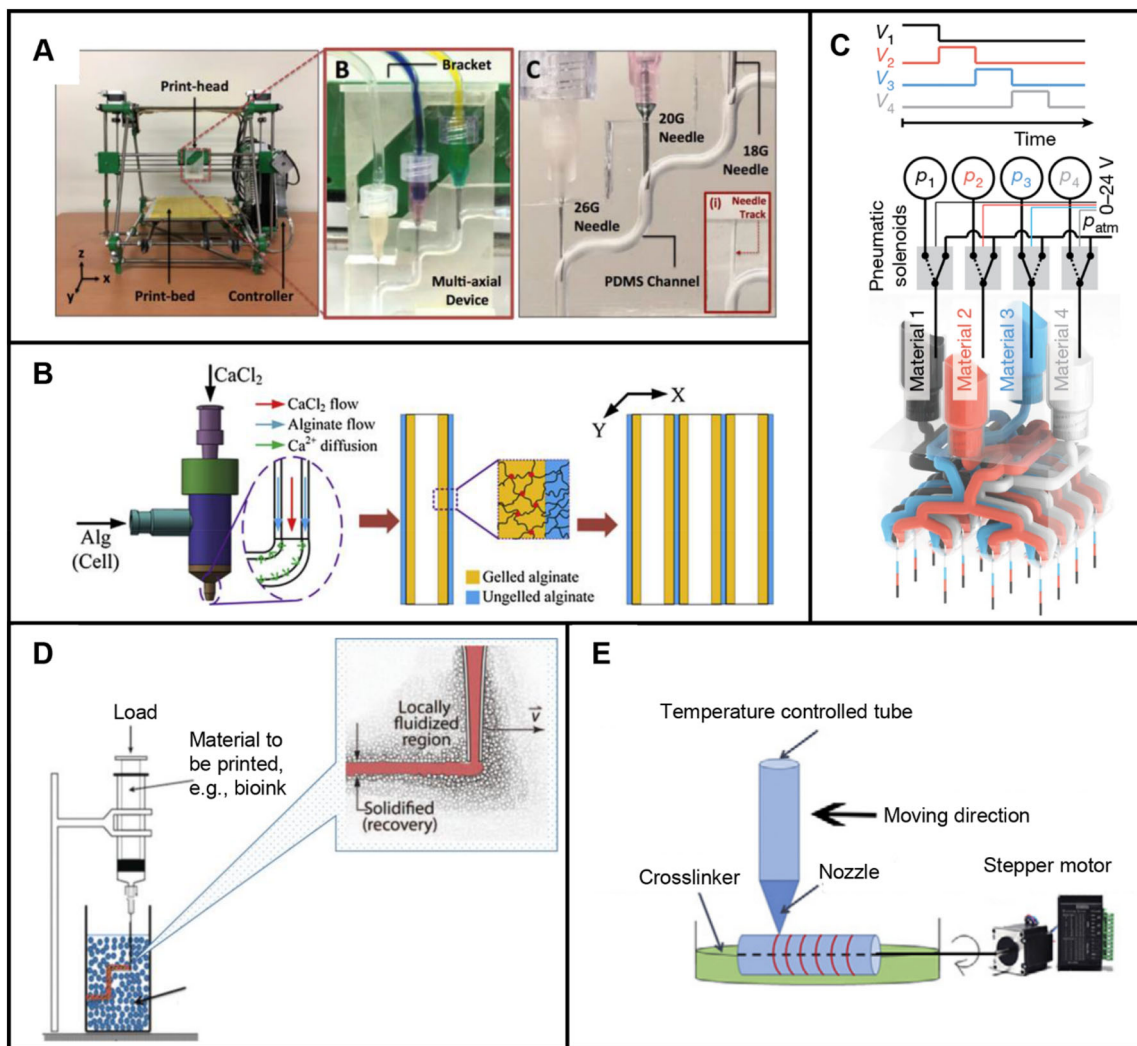 A
Print-head
Print-bed
Controller
z
y
x
B
Bracket
Multi-axial
Device
C
20G
Needle
18G
Needle
26G
Needle
PDMS Channel
(i)
Needle
Track
B
CaCl₂
Alg
(Cell)
CaCl₂ flow
Alginate flow
Ca²⁺ diffusion
X
Y
Gelled alginate
Ungelled alginate
C
V₁
V₂
V₃
V₄
Time
p₁
p₂
p₃
p₄
0–24 V
pₐₜₘ
Pneumatic
solenoids
Material 1
Material 2
Material 3
Material 4
D
Load
Material to
be printed,
e.g., bioink
Locally
fluidized
region
v⃗
Solidified
(recovery)
E
Temperature controlled tube
Moving direction
Crosslinker
Nozzle
Stepper motor